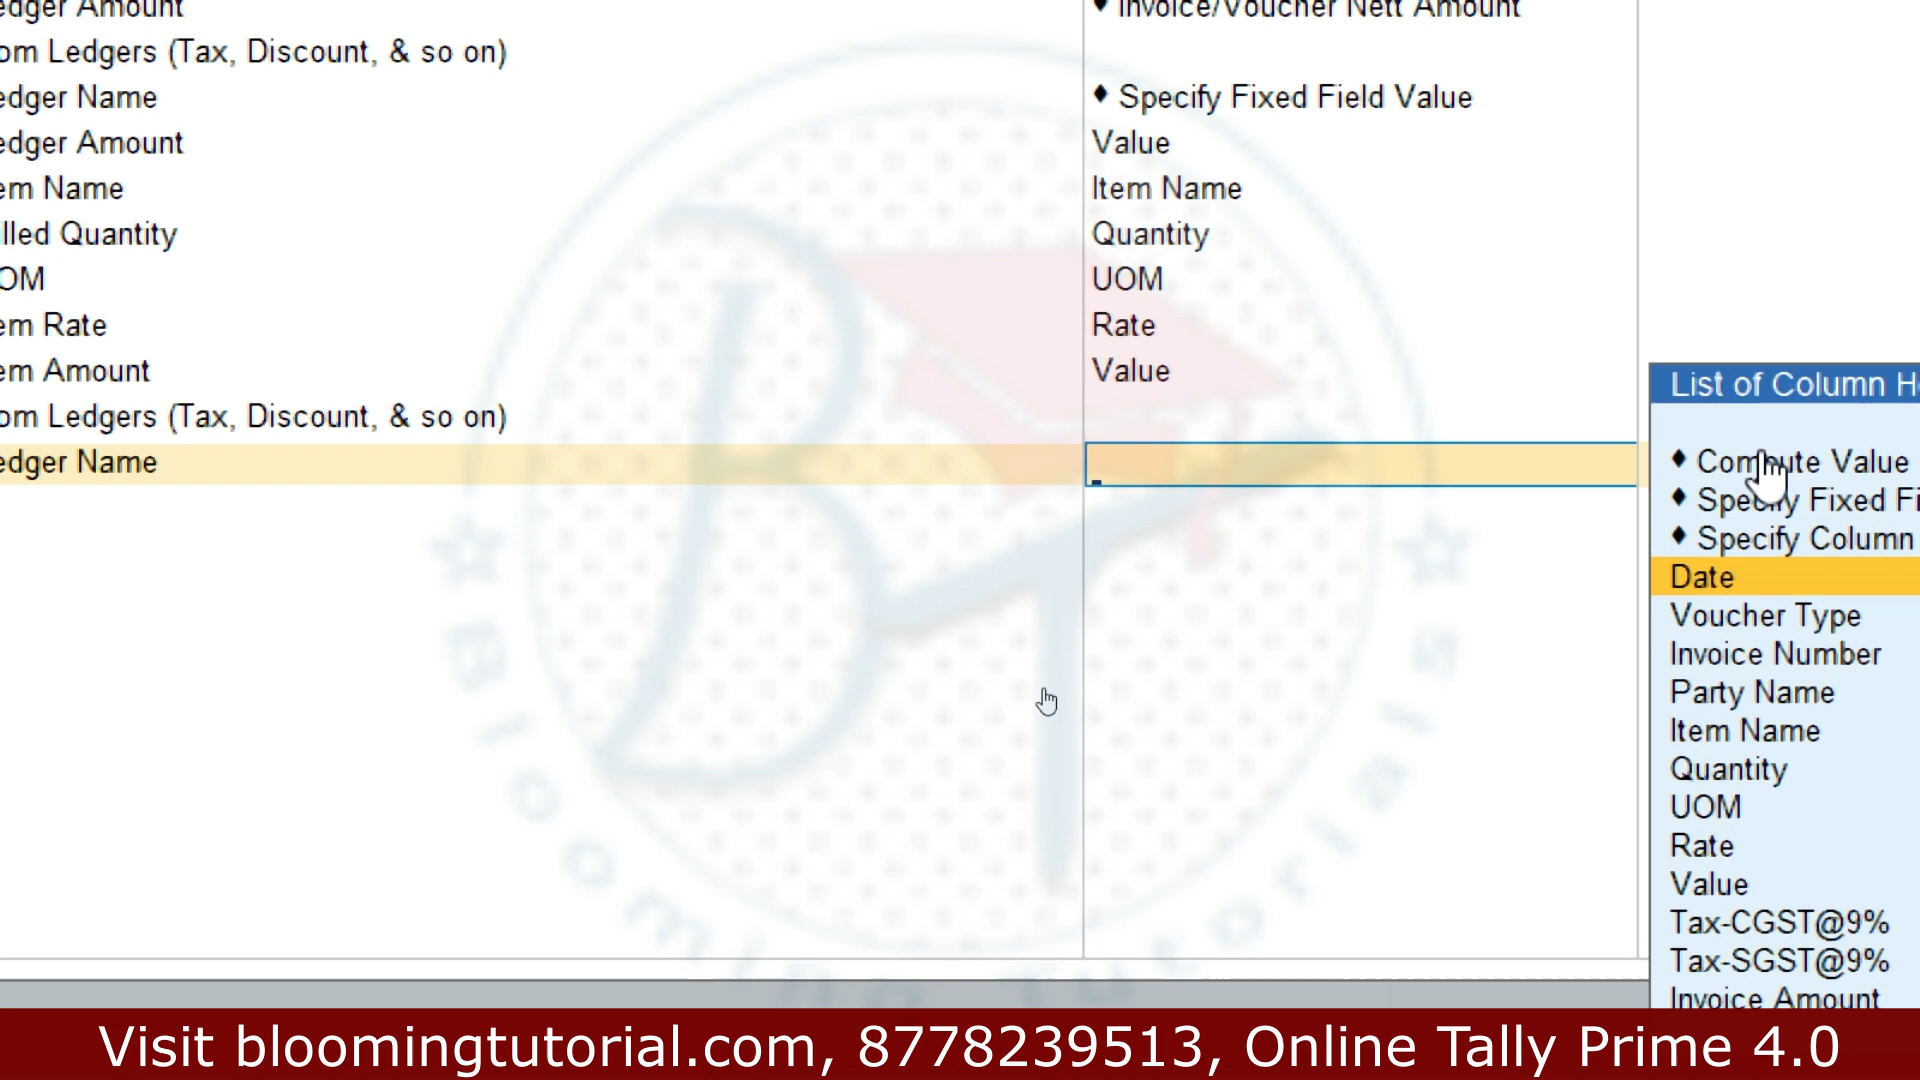 edger Amount
Invoice/Voucher Nett Amount
om Ledgers (Tax, Discount, & so on)
edger Name
♦ Specify Fixed Field Value
edger Amount
Value
em Name
Item Name
lled Quantity
Quantity
OM
UOM
em Rate
Rate
em Amount
Value
om Ledgers (Tax, Discount, & so on)
edger Name
List of Column H
♦ Compute Value
♦ Specify Fixed Fi
♦ Specify Column
Date
Voucher Type
Invoice Number
Party Name
Item Name
Quantity
UOM
Rate
Value
Tax-CGST@9%
Tax-SGST@9%
Invoice Amount
Blooming Tutorial
Visit bloomingtutorial.com, 8778239513, Online Tally Prime 4.0